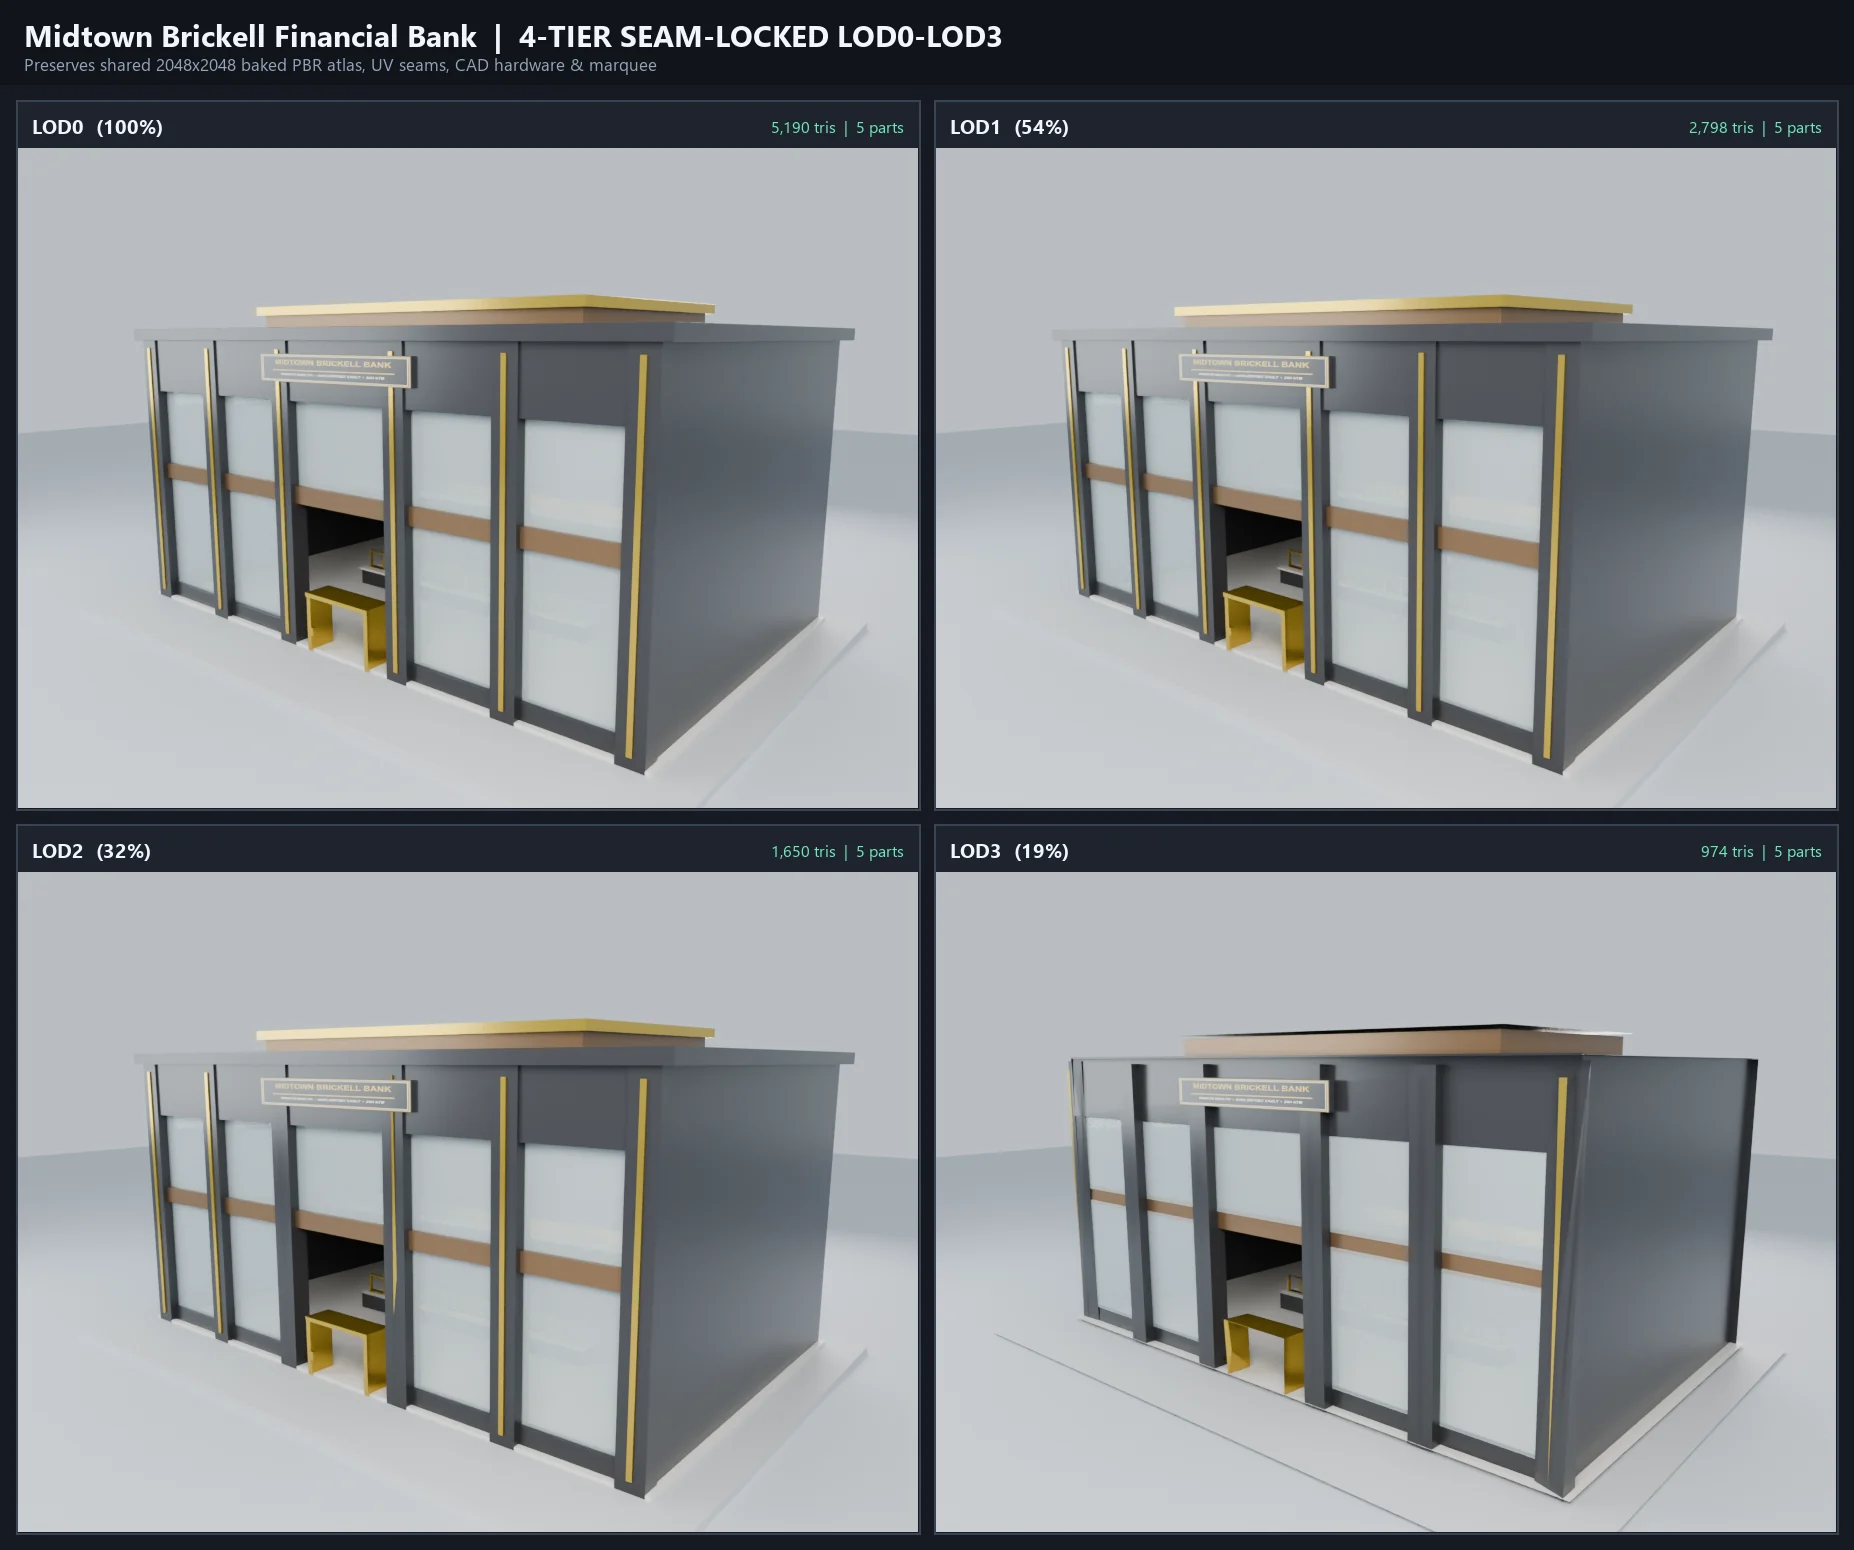 Midtown Brickell Financial Bank | 4-TIER SEAM-LOCKED LOD0-LOD3
Preserves shared 2048x2048 baked PBR atlas, UV seams, CAD hardware & marquee
LOD0 (100%)
5,190 tris | 5 parts
MIDTOWN BRICKELL BANK
LOD1 (54%)
2,798 tris | 5 parts
MIDTOWN BRICKELL BANK
LOD2 (32%)
1,650 tris | 5 parts
MIDTOWN BRICKELL BANK
LOD3 (19%)
974 tris | 5 parts
MIDTOWN BRICKELL BANK